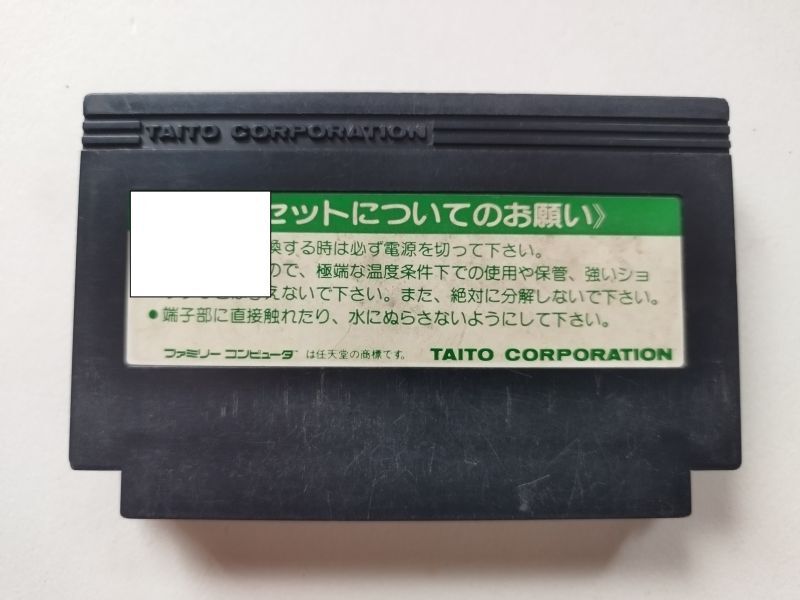 TAITO CORPORATION
セットについてのお願い》
換する時は必ず電源を切って下さい。
ので、極端な温度条件下での使用や保管、強いショ
えないで下さい。また、絶対に分解しないで下さい。
●端子部に直接触れたり、水にぬらさないようにして下さい。
ファミリーコンピュータ は任天堂の商標です。 TAITO CORPORATION